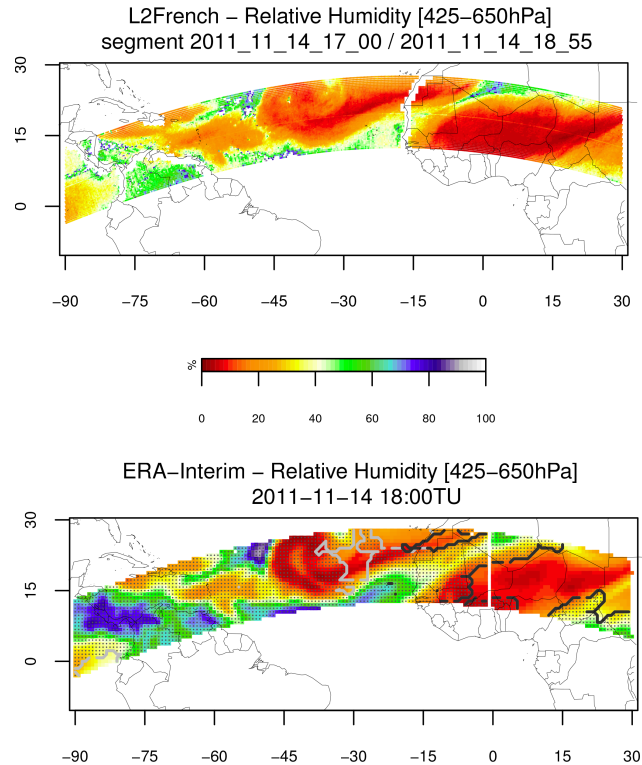 L2French − Relative Humidity [425−650hPa]
segment 2011_11_14_17_00 / 2011_11_14_18_55
30
15
0
−90 −75 −60 −45 −30 −15 0 15 30
%
0 20 40 60 80 100
ERA−Interim − Relative Humidity [425−650hPa]
2011−11−14 18:00TU
30
15
0
−90 −75 −60 −45 −30 −15 0 15 30